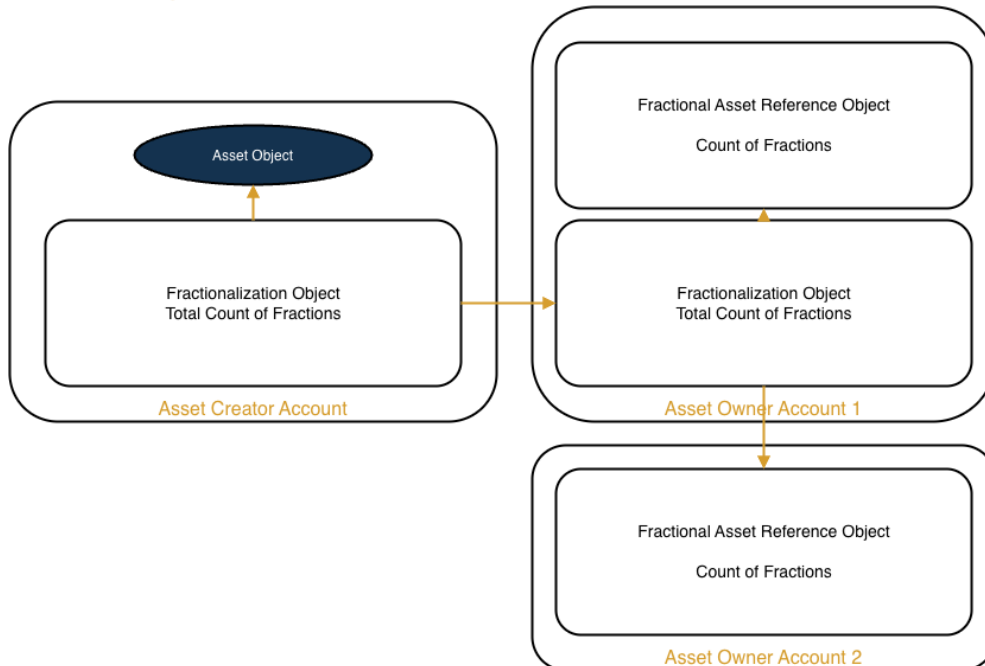 Asset Object
Fractionalization Object
Total Count of Fractions
Asset Creator Account
Fractional Asset Reference Object
Count of Fractions
Fractionalization Object
Total Count of Fractions
Asset Owner Account 1
Fractional Asset Reference Object
Count of Fractions
Asset Owner Account 2